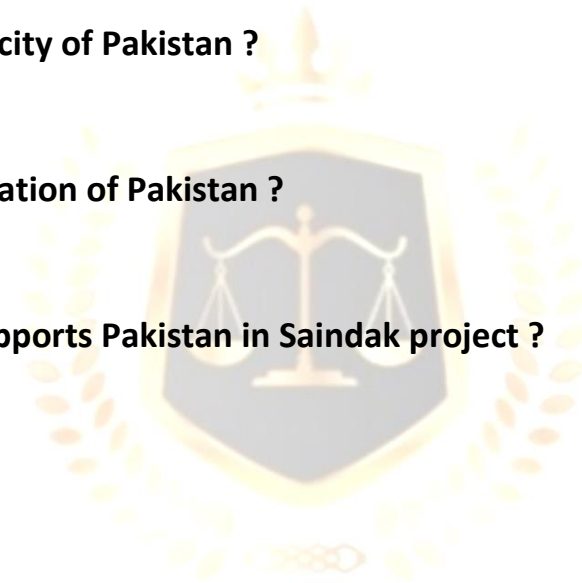 city of Pakistan ?
ation of Pakistan ?
pports Pakistan in Saindak project ?